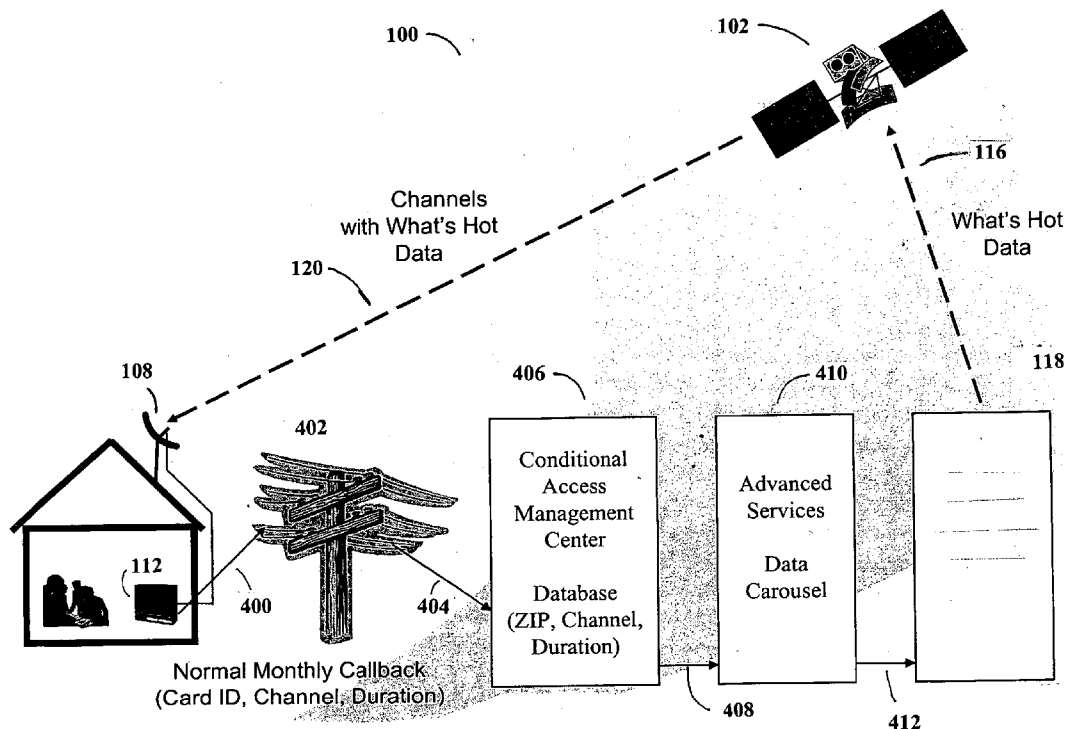 100
102
116
Channels
with What's Hot
Data
What's Hot
Data
120
118
108
402
406
410
Conditional
Access
Management
Center
Database
(ZIP, Channel,
Duration)
Advanced
Services
Data
Carousel
112
400
404
Normal Monthly Callback
(Card ID, Channel, Duration)
408
412